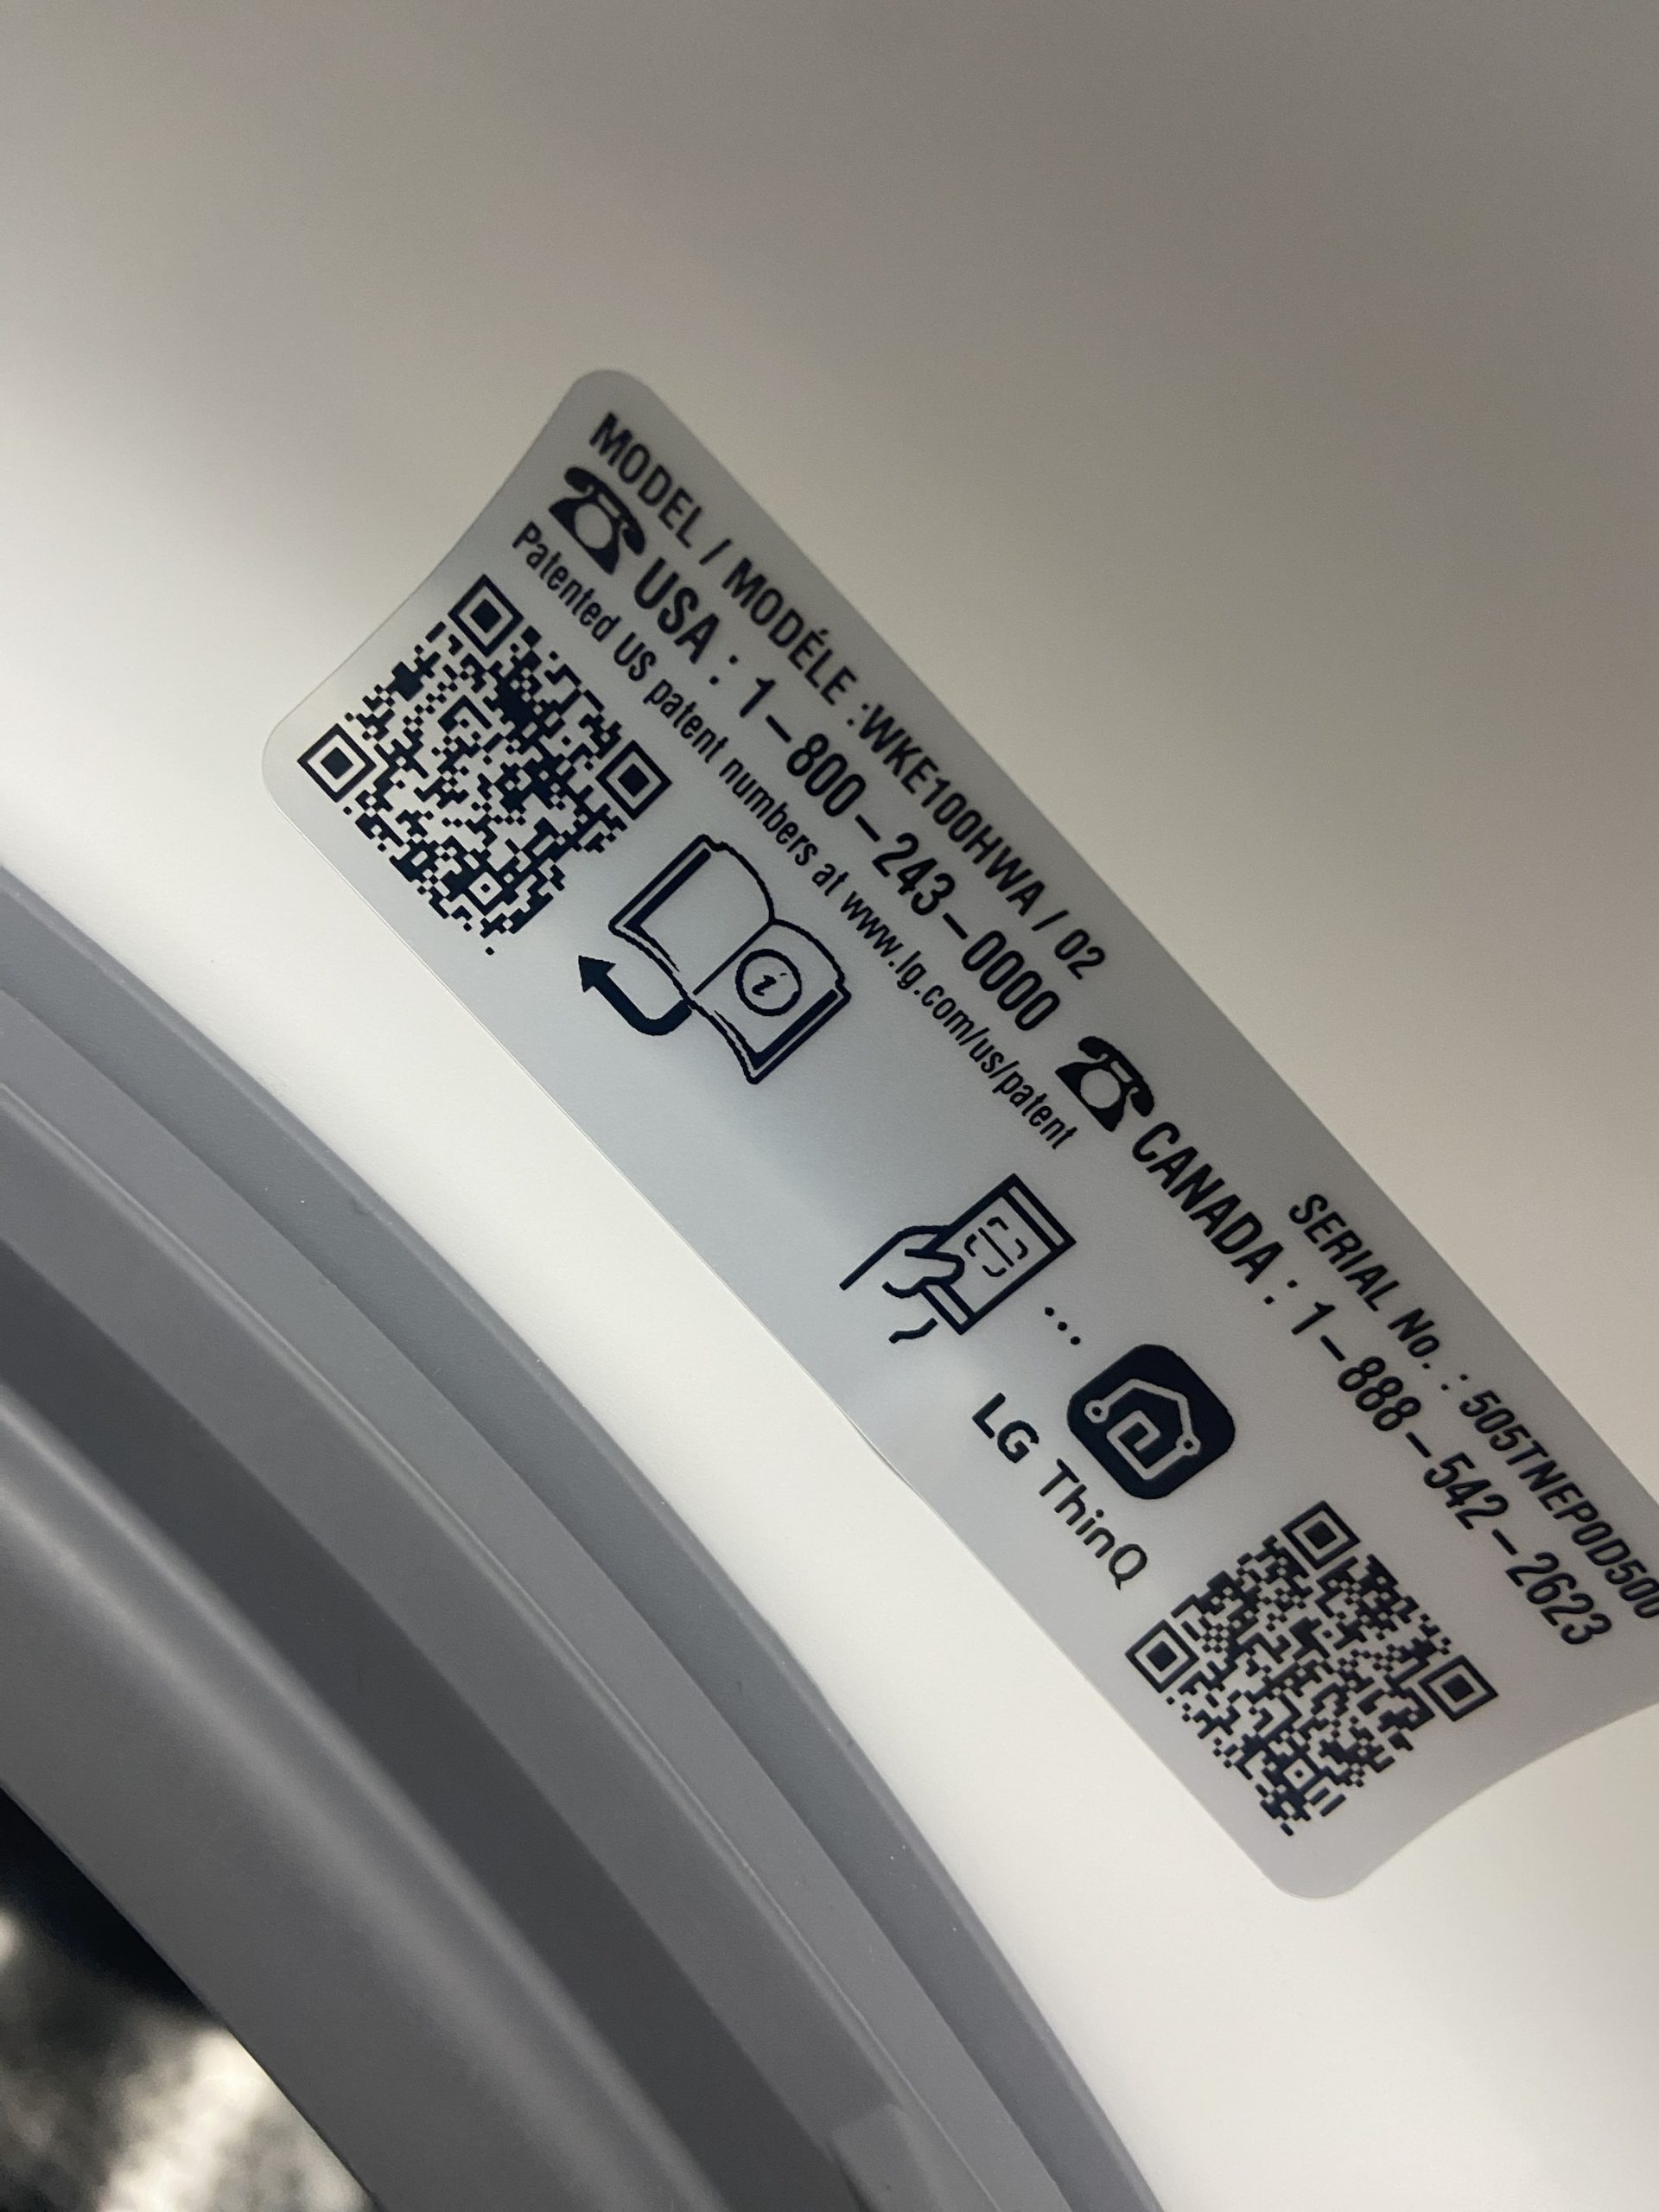 MODEL / MODÉLE :WKE100HWA / 02
SERIAL No. : 505TNEP0D500
USA : 1-800-243-0000
CANADA : 1-888-542-2623
Patented US patent numbers at www.lg.com/us/patent
i
LG ThinQ